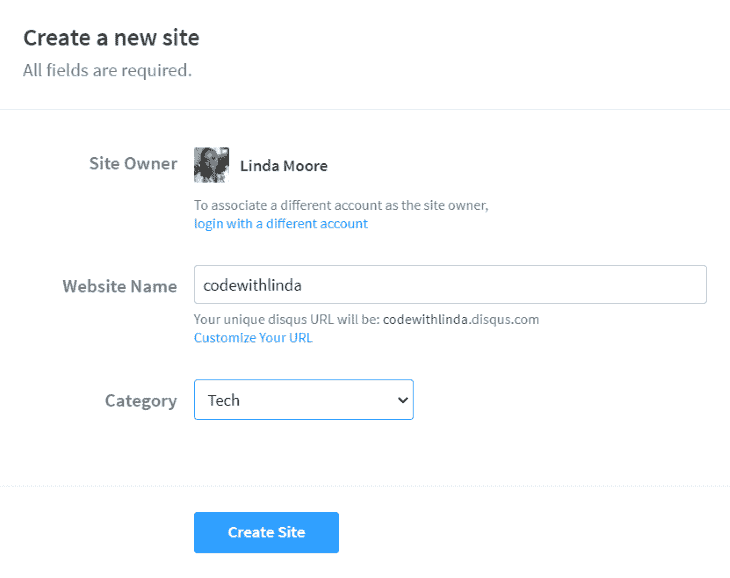 Create a new site
All fields are required.
Site Owner
Linda Moore
To associate a different account as the site owner,
login with a different account
Website Name
codewithlinda
Your unique disqus URL will be: codewithlinda.disqus.com
Customize Your URL
Category
Tech
Create Site